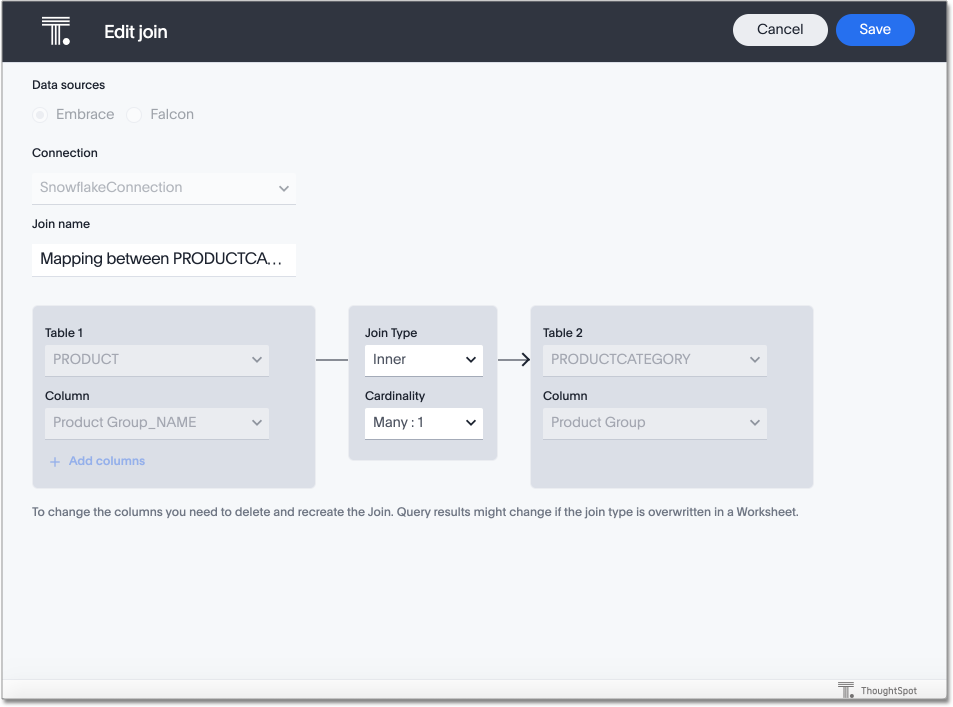 Edit join
Cancel
Save
Data sources
Embrace
Falcon
Connection
SnowflakeConnection
Join name
Mapping between PRODUCTCA...
Table 1
PRODUCT
Column
Product Group_NAME
+ Add columns
Join Type
Inner
Cardinality
Many : 1
Table 2
PRODUCTCATEGORY
Column
Product Group
To change the columns you need to delete and recreate the Join. Query results might change if the join type is overwritten in a Worksheet.
ThoughtSpot